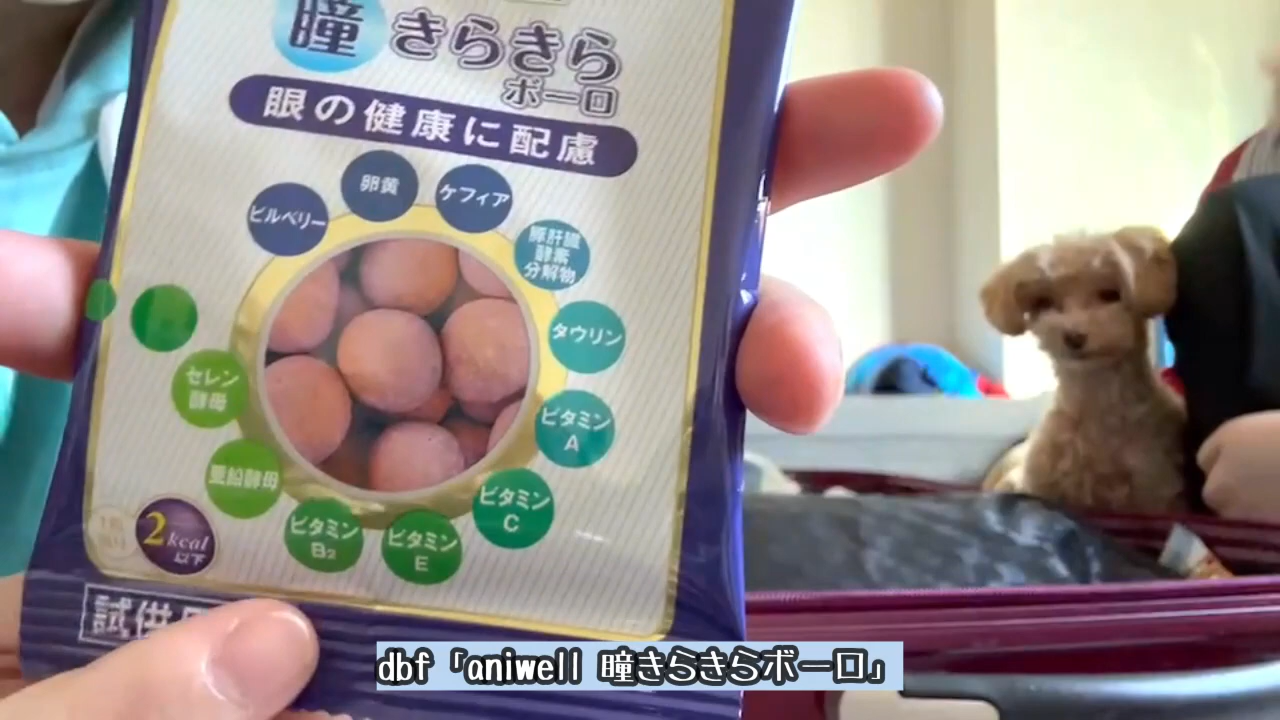 瞳 きらきら
ボーロ
眼の健康に配慮
卵黄
ケフィア
ビルベリー
豚肝臓
酵素
分解物
タウリン
セレン
酵母
ビタミン
A
亜鉛酵母
ビタミン
C
ビタミン
B2
ビタミン
E
2kcal
以下
試供
dbf「aniwell 瞳きらきらボーロ」